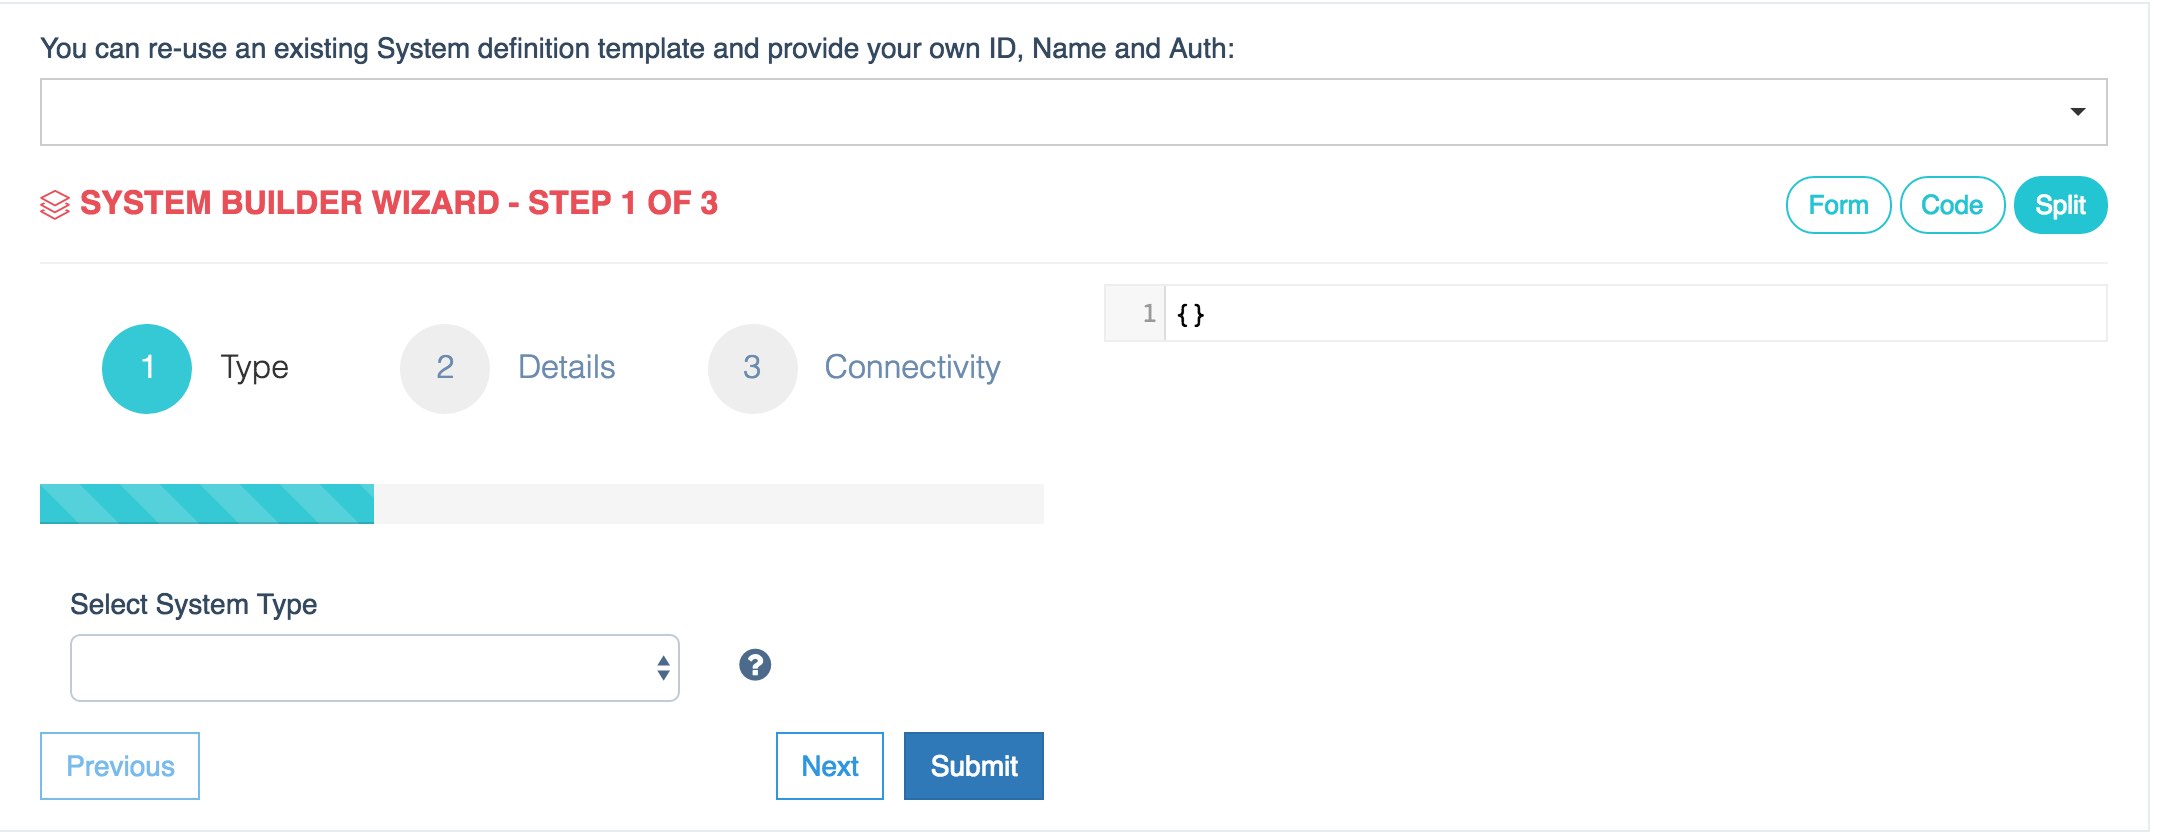 You can re-use an existing System definition template and provide your own ID, Name and Auth:
SYSTEM BUILDER WIZARD - STEP 1 OF 3
Form Code Split
1 Type 2 Details 3 Connectivity
1 {}
Select System Type
?
Previous Next Submit